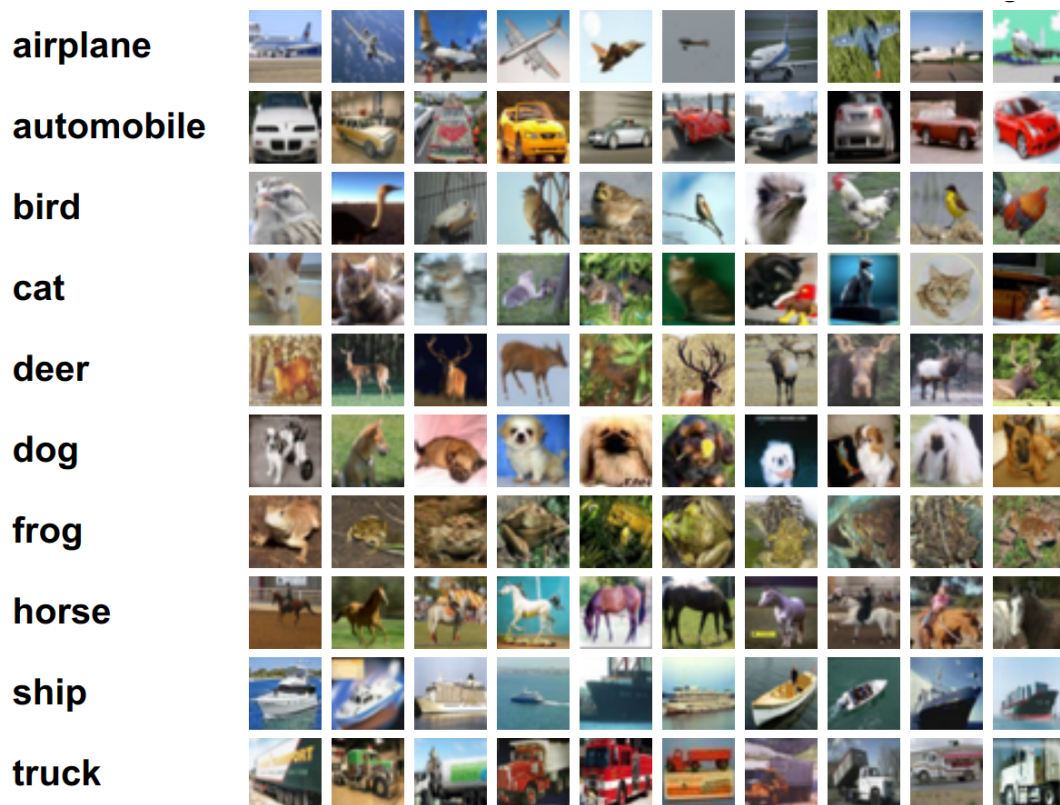 airplane
automobile
bird
cat
deer
dog
frog
horse
ship
truck